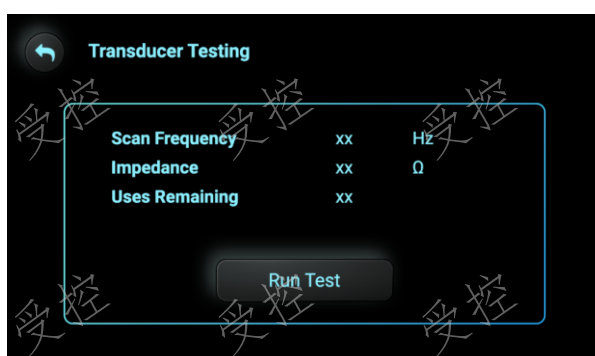 Transducer Testing
受控 受控 受控
Scan Frequency xx Hz
Impedance xx Ω
Uses Remaining xx
Run Test
受控 受控 受控